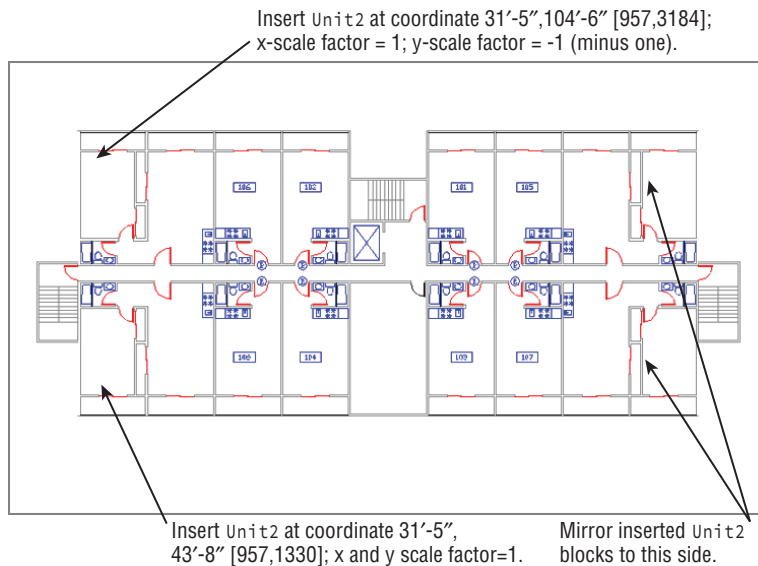 Insert Unit2 at coordinate 31′-5″,104′-6″ [957,3184];
x-scale factor = 1; y-scale factor = -1 (minus one).
106 102 101 105
106 104 103 107
Insert Unit2 at coordinate 31′-5″,
43′-8″ [957,1330]; x and y scale factor=1.
Mirror inserted Unit2
blocks to this side.